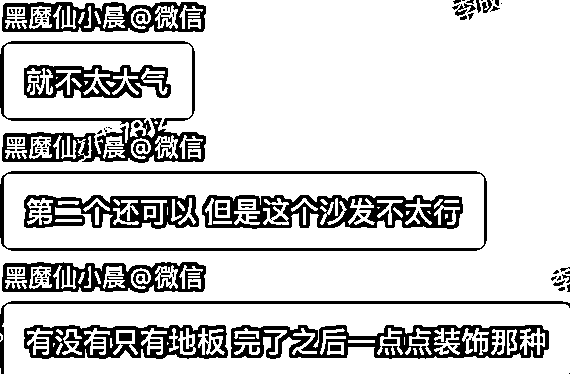 黑魔仙小晨@微信
就不太大气
黑魔仙小晨@微信
第二个还可以 但是这个沙发不太行
黑魔仙小晨@微信
有没有只有地板 完了之后一点点装饰那种